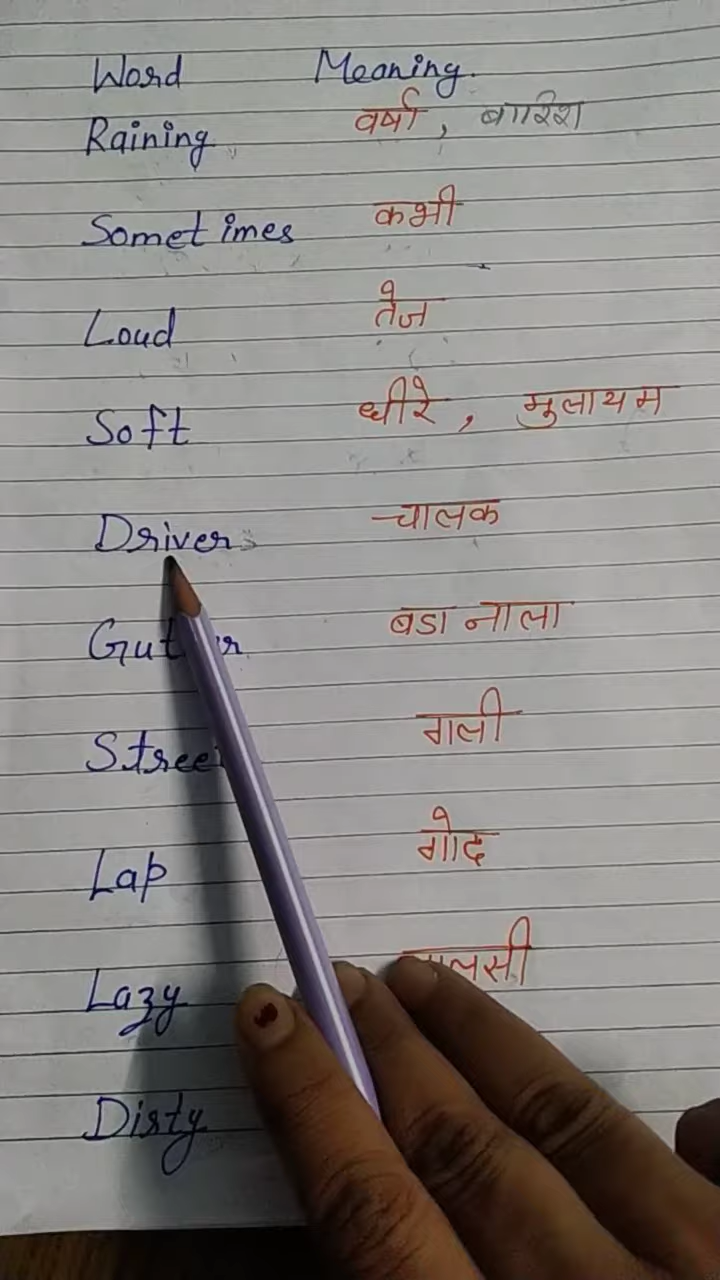 Word Meaning.
Raining वर्षा, बारिश
Sometimes कभी
Loud तेज
Soft धीरे, मुलायम
Driver चालक
बडा नाला
गली
Lap गोद
Lazy
Dirty